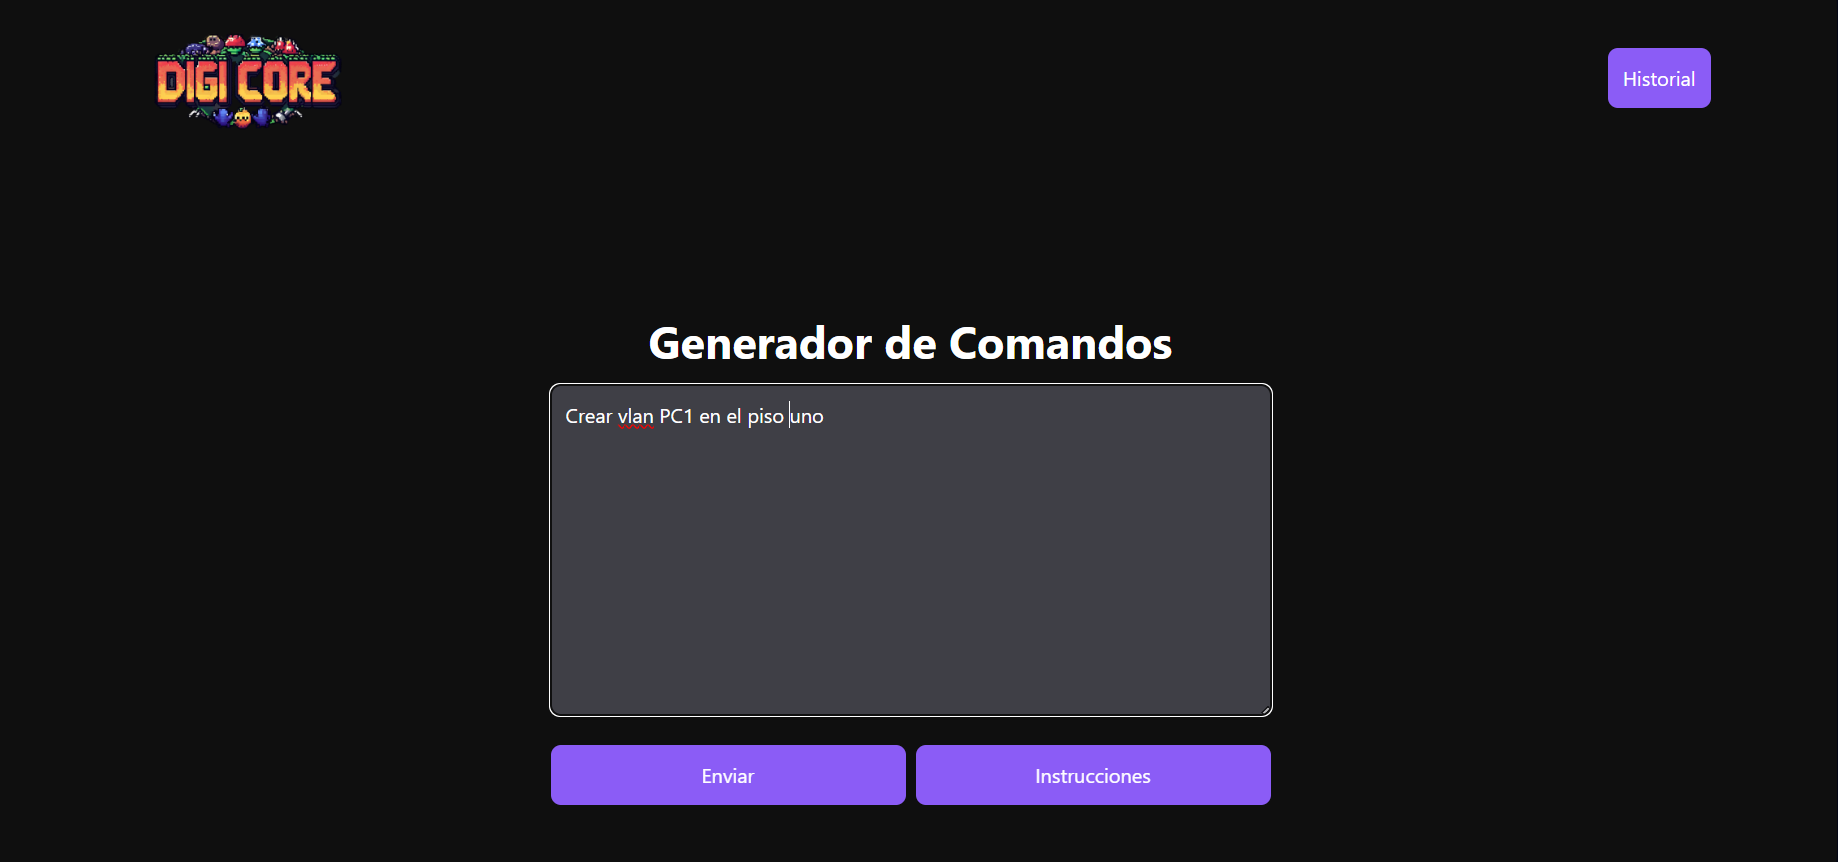 DIGI CORE
Historial
Generador de Comandos
Crear vlan PC1 en el piso uno
Enviar
Instrucciones